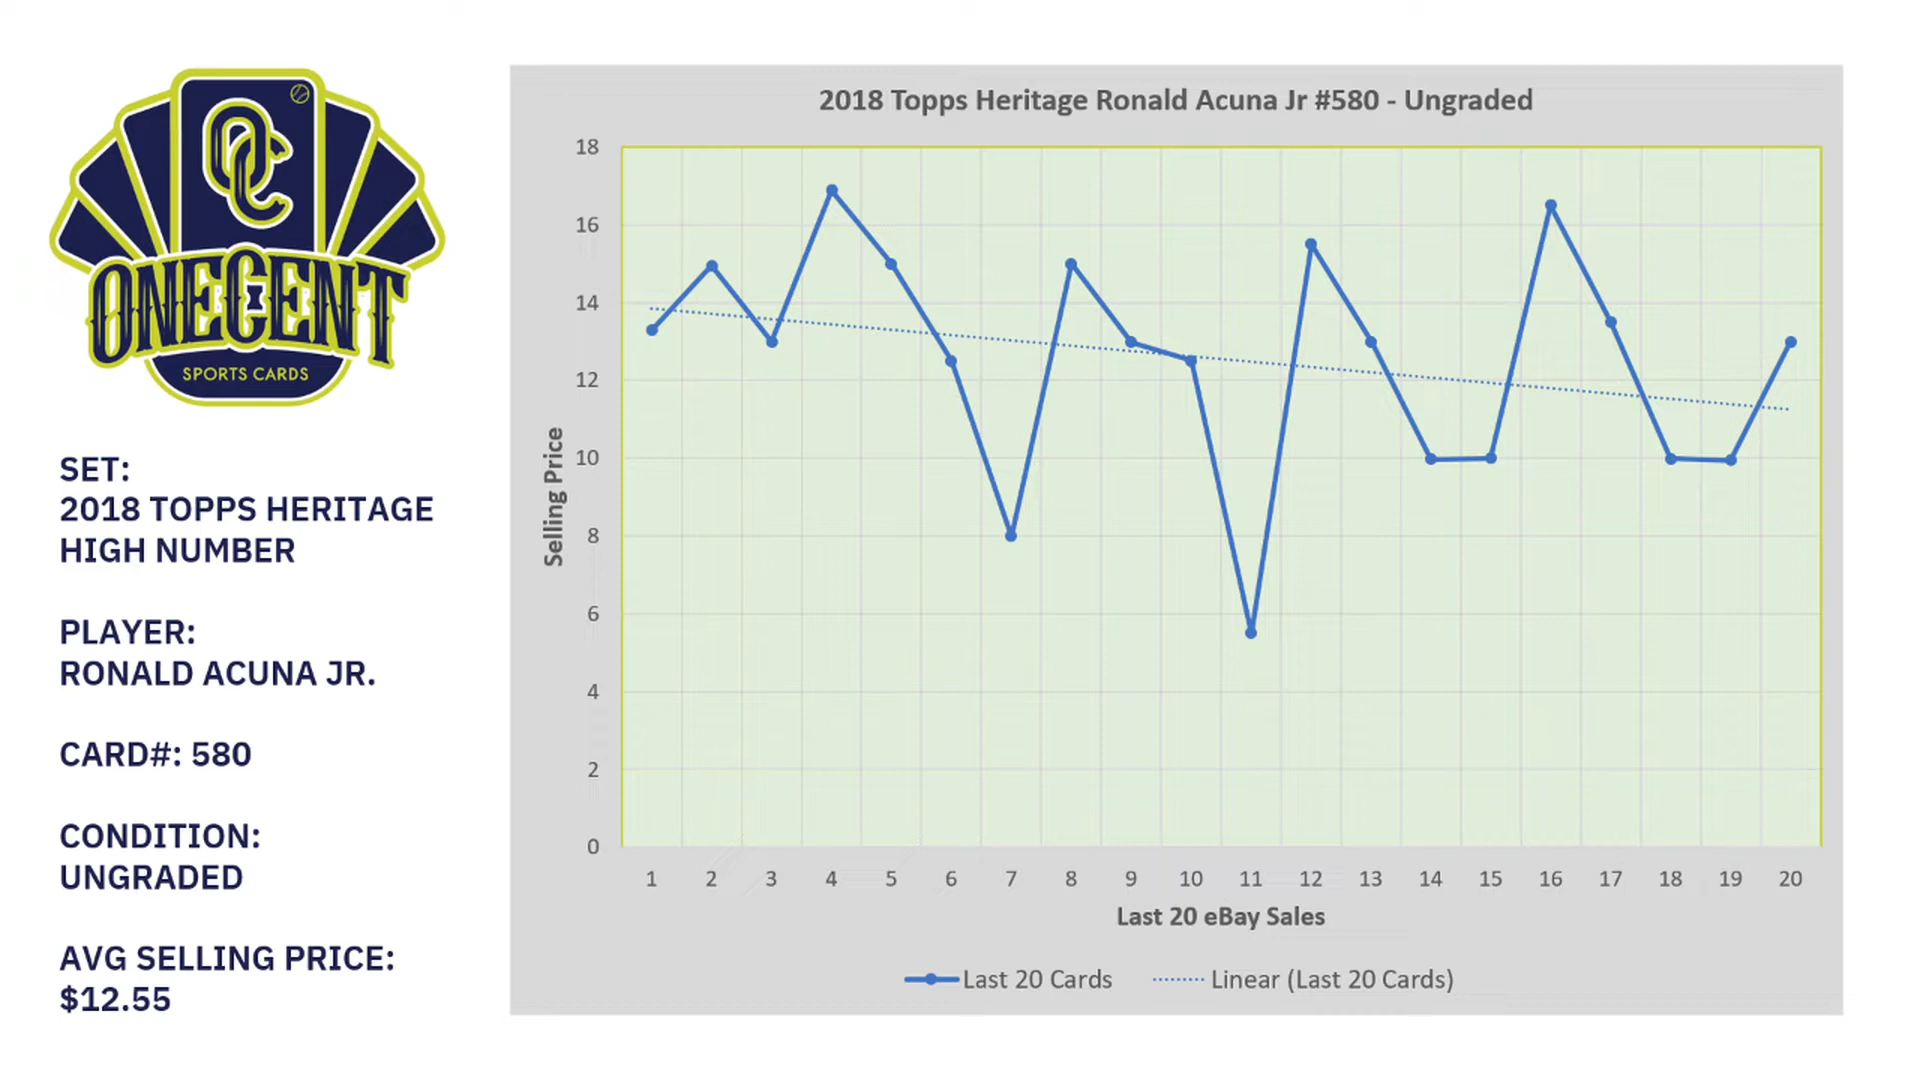 OC
ONECENT
SPORTS CARDS
SET:
2018 TOPPS HERITAGE
HIGH NUMBER
PLAYER:
RONALD ACUNA JR.
CARD#: 580
CONDITION:
UNGRADED
AVG SELLING PRICE:
$12.55
2018 Topps Heritage Ronald Acuna Jr #580 - Ungraded
18
16
14
12
10
8
6
4
2
0
Selling Price
1 2 3 4 5 6 7 8 9 10 11 12 13 14 15 16 17 18 19 20
Last 20 eBay Sales
Last 20 Cards Linear (Last 20 Cards)